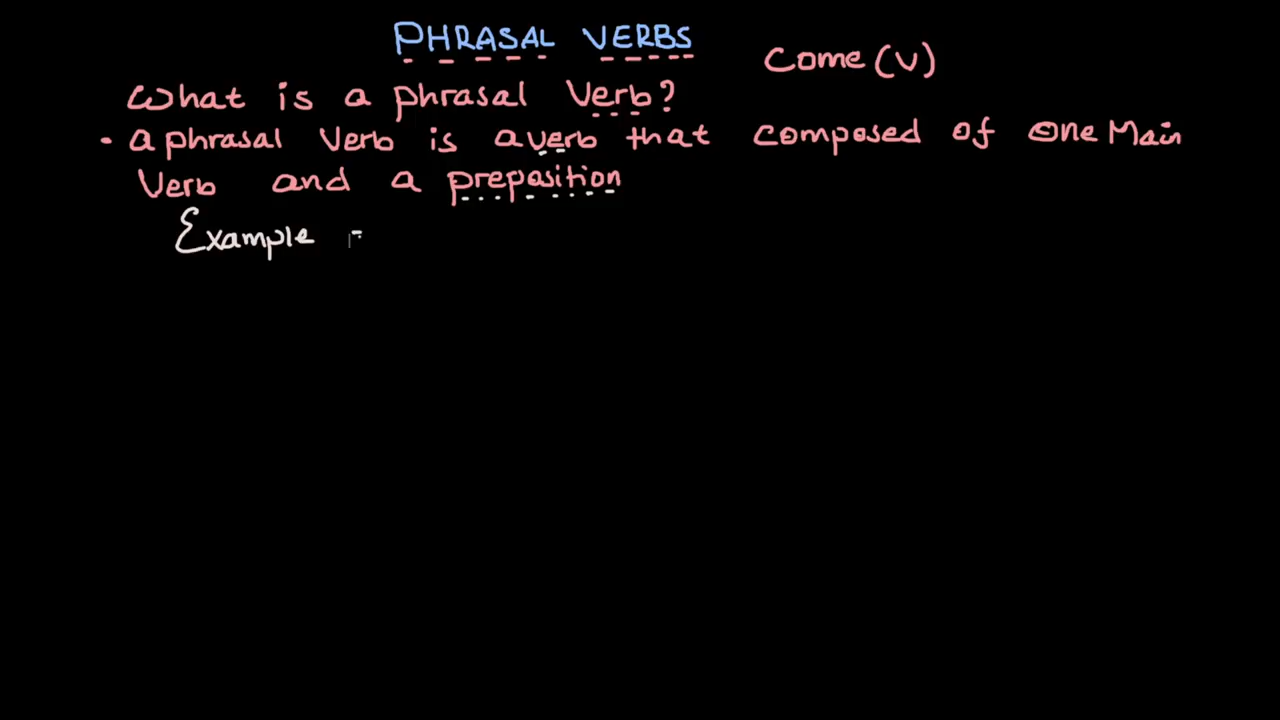 PHRASAL VERBS
Come (v)
What is a phrasal Verb?
• a phrasal Verb is a verb that composed of one Main
Verb and a preposition
Example